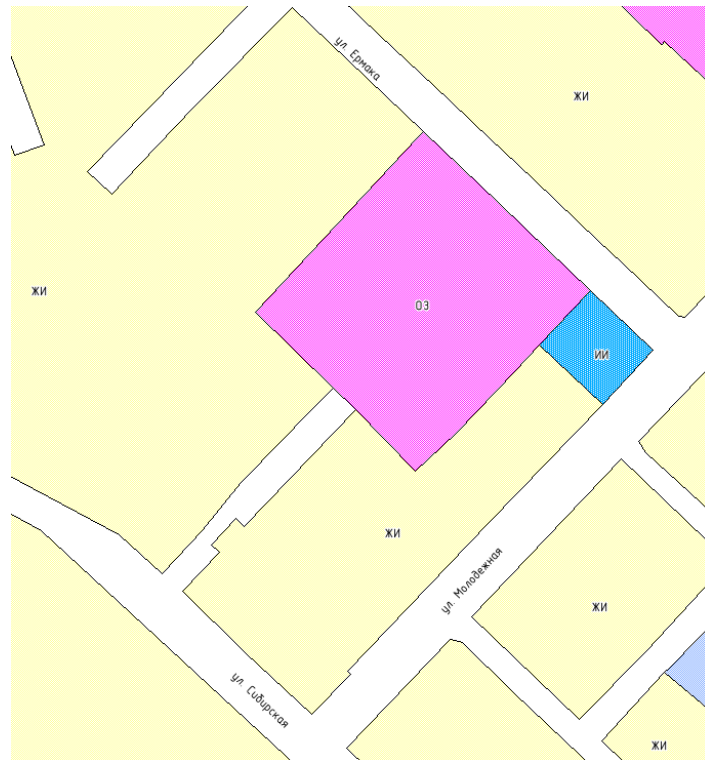 ул. Ермака
жи
жи
ОЗ
ИИ
жи
ул. Молодежная
жи
ул. Сибирская
жи